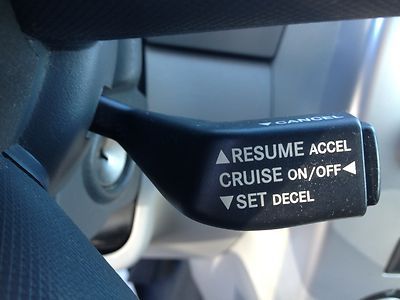 ▼CANCEL
▲RESUME ACCEL
CRUISE ON/OFF◀
▼SET DECEL